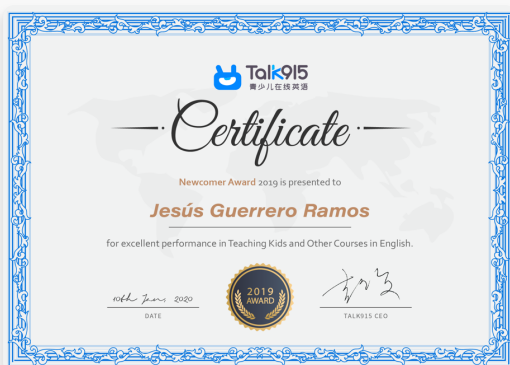 Talk915
青少儿在线英语
Certificate
Newcomer Award 2019 is presented to
Jesús Guerrero Ramos
for excellent performance in Teaching Kids and Other Courses in English.
2019
AWARD
10th 2020
DATE
TALK915 CEO